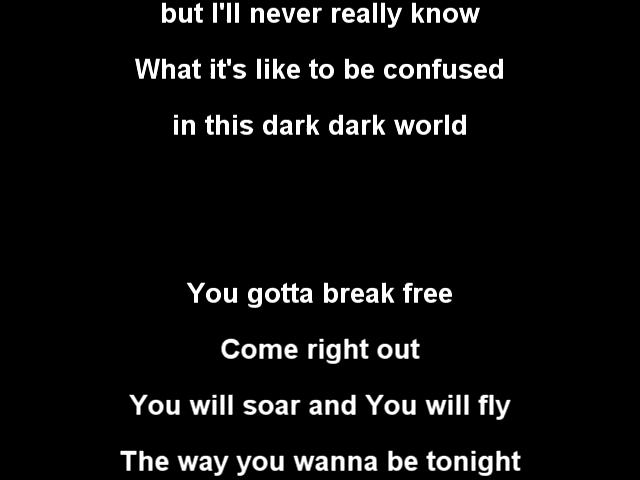 but I'll never really know
What it's like to be confused
in this dark dark world
You gotta break free
Come right out
You will soar and You will fly
The way you wanna be tonight